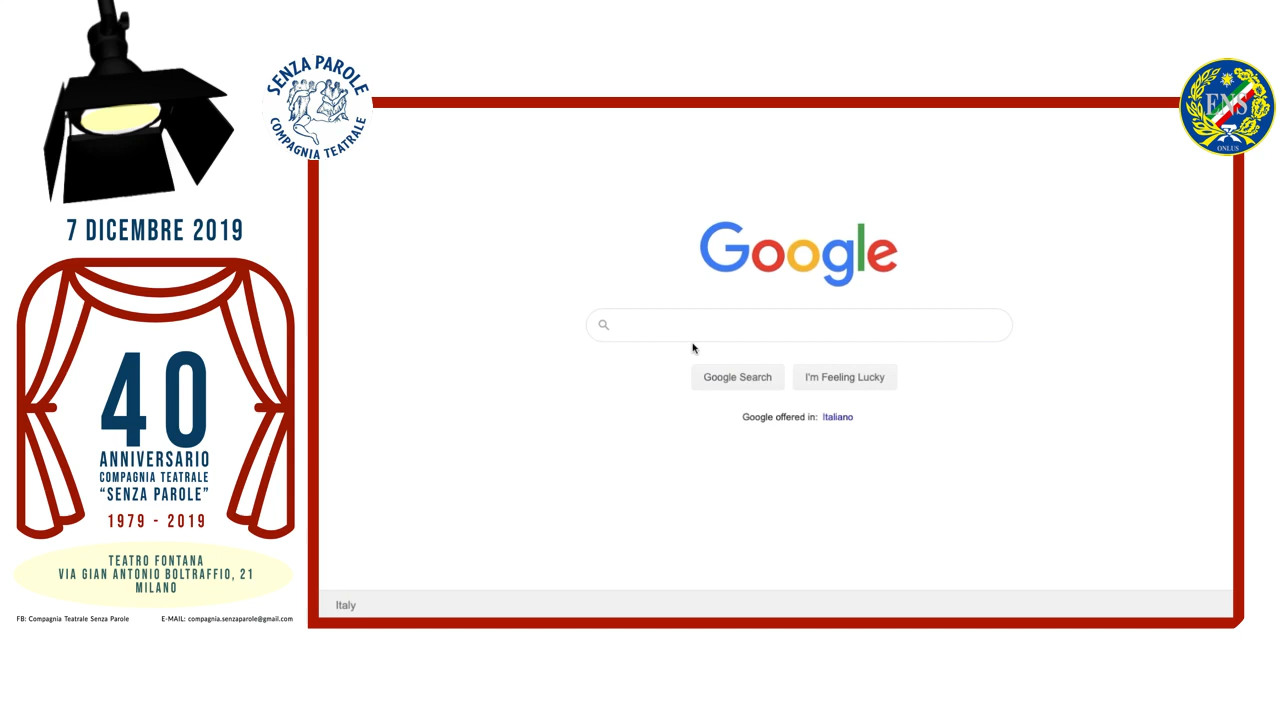 SENZA PAROLE
COMPAGNIA TEATRALE
ENS
ONLUS
7 DICEMBRE 2019
40
ANNIVERSARIO
COMPAGNIA TEATRALE
“SENZA PAROLE”
1979 - 2019
TEATRO FONTANA
VIA GIAN ANTONIO BOLTRAFFIO, 21
MILANO
FB: Compagnia Teatrale Senza Parole
E-MAIL: compagnia.senzaparole@gmail.com
Google
Google Search
I'm Feeling Lucky
Google offered in: Italiano
Italy